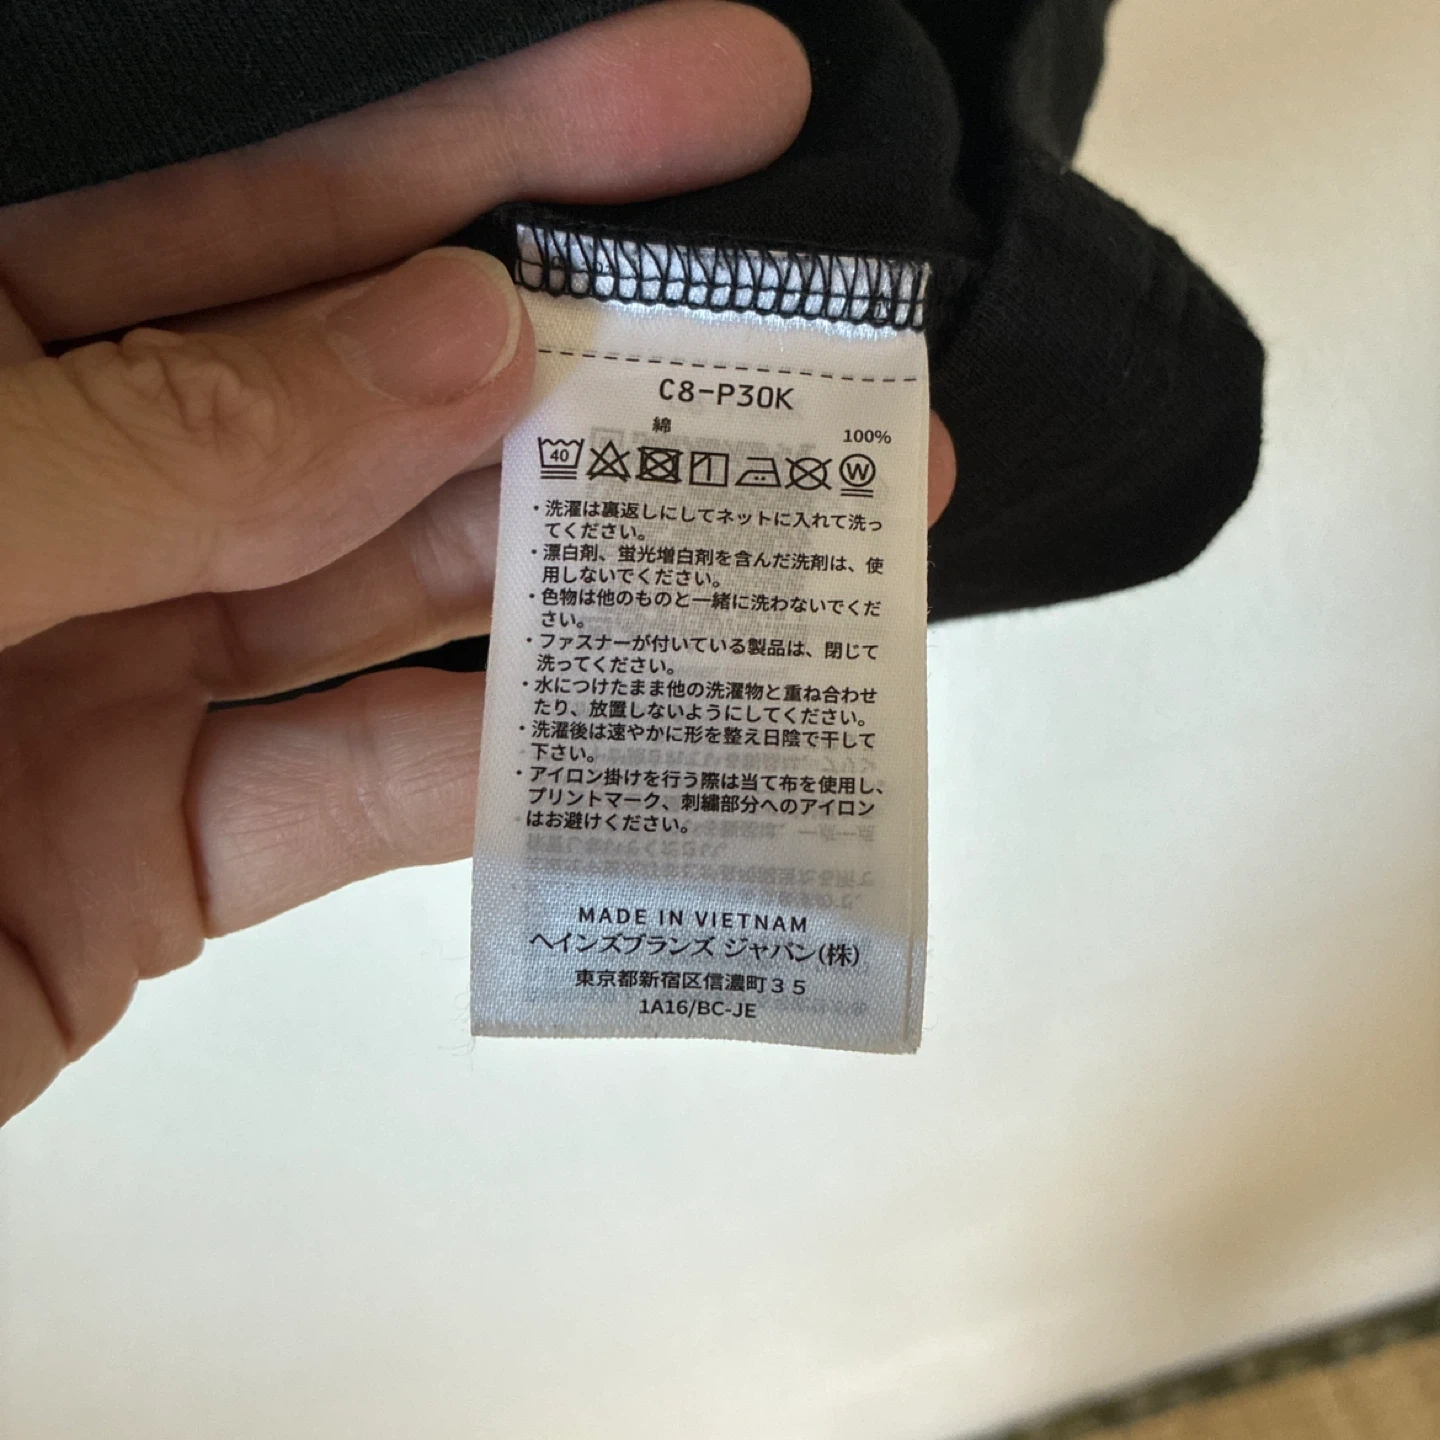 C8-P30K
綿 100%
40 W
・洗濯は裏返しにしてネットに入れて洗っ
てください。
・漂白剤、蛍光増白剤を含んだ洗剤は、使
用しないでください。
・色物は他のものと一緒に洗わないでくだ
さい。
・ファスナーが付いている製品は、閉じて
洗ってください。
・水につけたまま他の洗濯物と重ね合わせ
たり、放置しないようにしてください。
・洗濯後は速やかに形を整え日陰で干して
下さい。
・アイロン掛けを行う際は当て布を使用し、
プリントマーク、刺繍部分へのアイロン
はお避けください。
MADE IN VIETNAM
ヘインズブランズ ジャパン(株)
東京都新宿区信濃町35
1A16/BC-JE